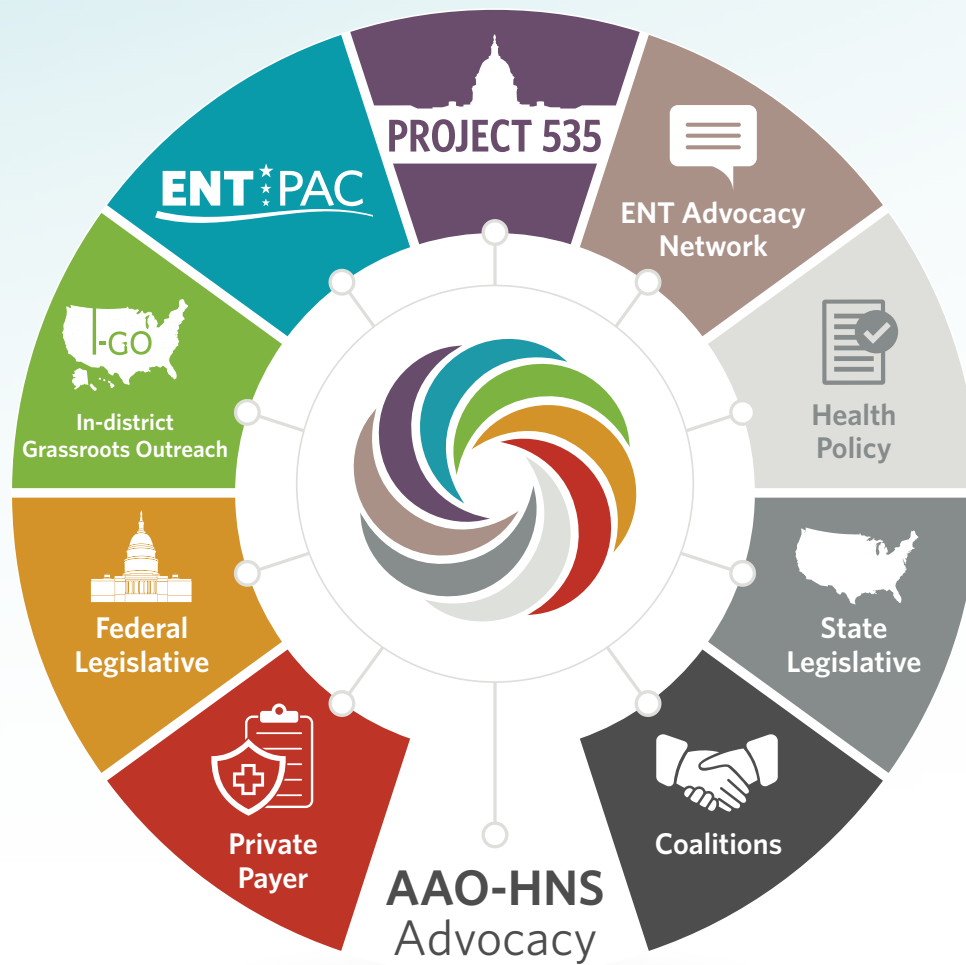 PROJECT 535
ENT Advocacy
Network
Health
Policy
State
Legislative
Coalitions
AAO-HNS
Advocacy
Private
Payer
Federal
Legislative
I-GO
In-district
Grassroots Outreach
ENT PAC